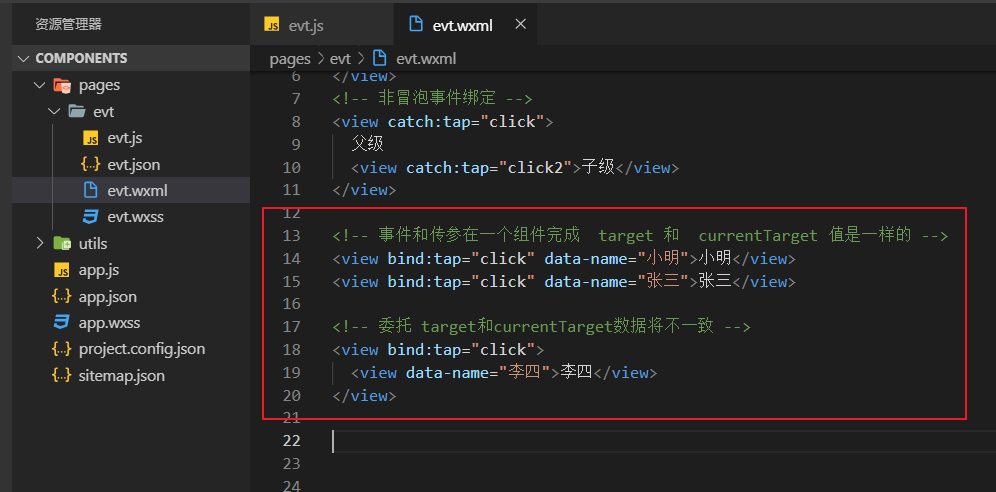 资源管理器
COMPONENTS
pages
evt
evt.js
evt.json
evt.wxml
evt.wxss
utils
app.js
app.json
app.wxss
project.config.json
sitemap.json
JS evt.js
evt.wxml ×
pages > evt > evt.wxml
6 </view>
7 <!-- 非冒泡事件绑定 -->
8 <view catch:tap="click">
9 父级
10 <view catch:tap="click2">子级</view>
11 </view>
12
13 <!-- 事件和传参在一个组件完成  target 和  currentTarget 值是一样的 -->
14 <view bind:tap="click" data-name="小明">小明</view>
15 <view bind:tap="click" data-name="张三">张三</view>
16
17 <!-- 委托 target和currentTarget数据将不一致 -->
18 <view bind:tap="click">
19 <view data-name="李四">李四</view>
20 </view>
21
22
23
24